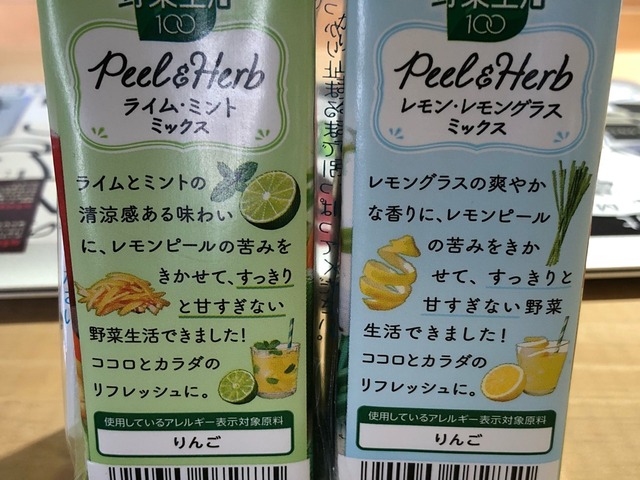 野菜生活
100
Peel&Herb
ライム・ミント
ミックス
ライムとミントの
清涼感ある味わい
に、レモンピールの苦みを
きかせて、すっきり
と甘すぎない
野菜生活できました!
ココロとカラダの
リフレッシュに。
使用しているアレルギー表示対象原料
りんご
野菜生活
100
Peel&Herb
レモン・レモングラス
ミックス
レモングラスの爽やか
な香りに、レモンピール
の苦みをきか
せて、すっきりと
甘すぎない野菜
生活できました!
ココロとカラダの
リフレッシュに。
使用しているアレルギー表示対象原料
りんご